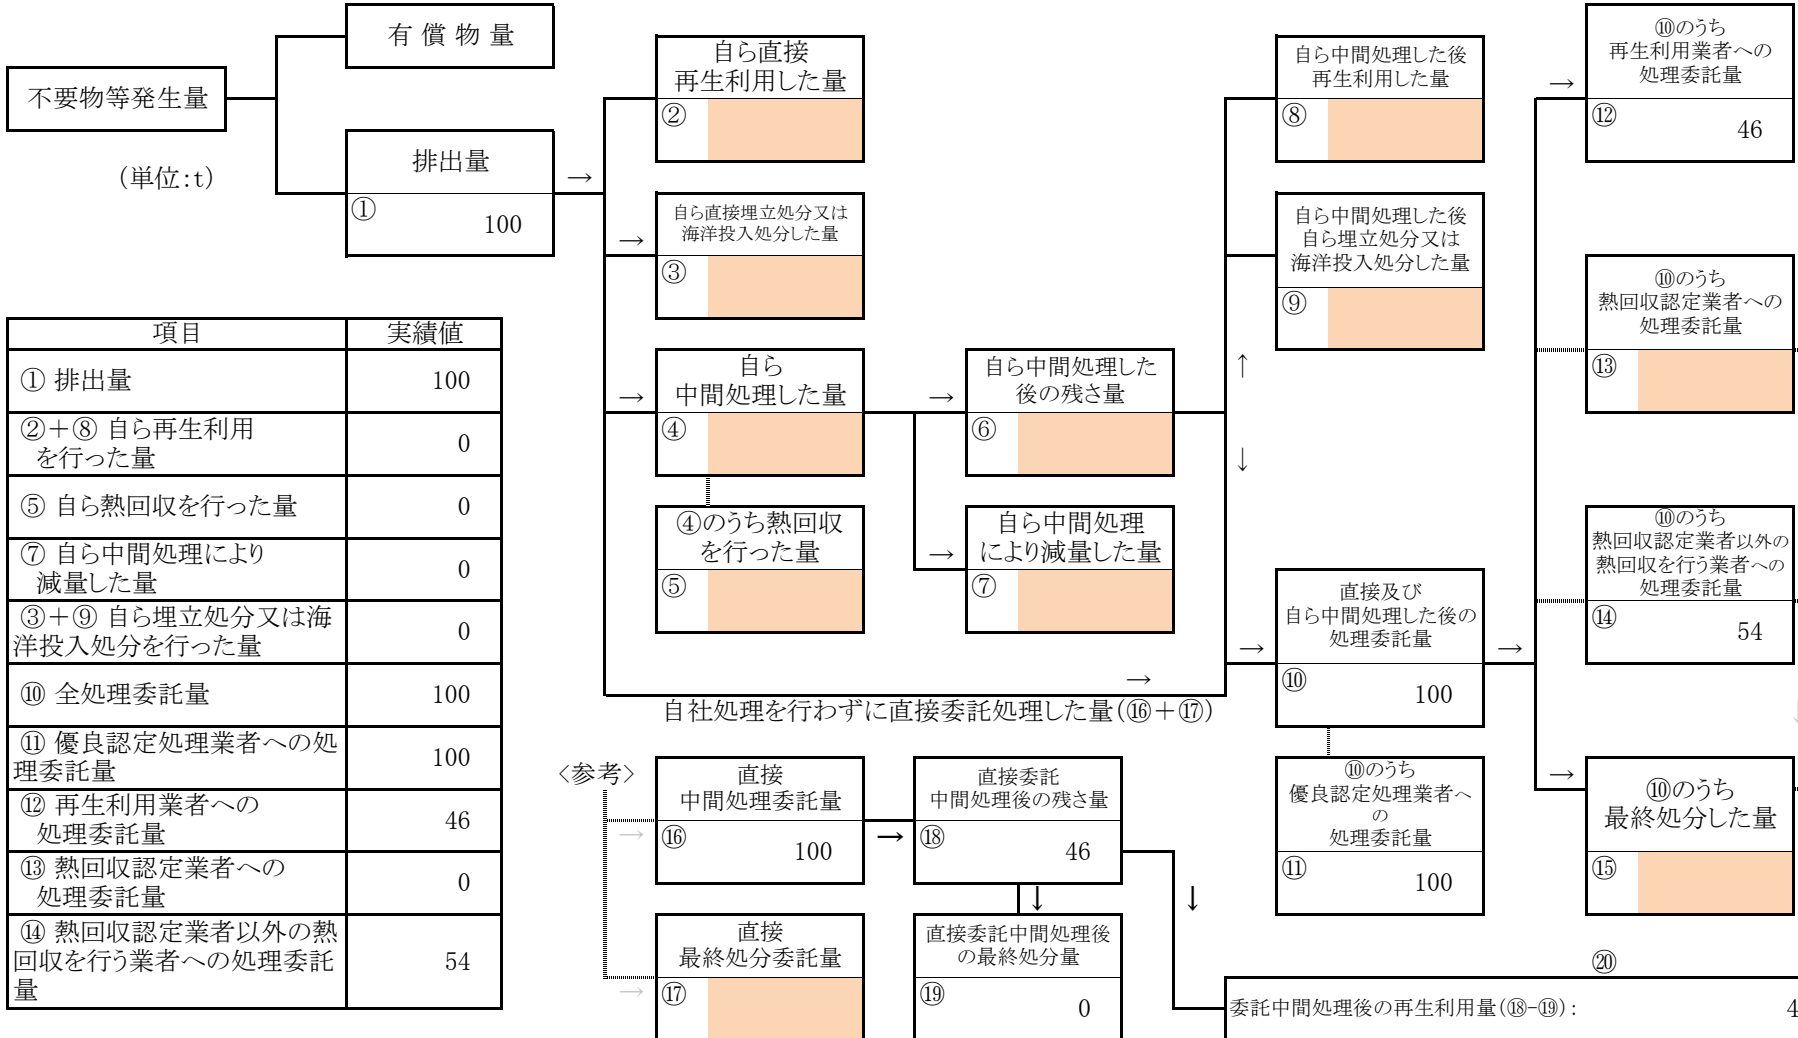 有 償 物 量
不要物等発生量
(単位:t)
排出量
①
100
→
自ら直接
再生利用した量
②
→
自ら直接埋立処分又は
海洋投入処分した量
③
→
自ら
中間処理した量
④
④のうち熱回収
を行った量
⑤
→
自ら中間処理した
後の残さ量
⑥
→
自ら中間処理
により減量した量
⑦
↑
↓
自ら中間処理した後
再生利用した量
⑧
自ら中間処理した後
自ら埋立処分又は
海洋投入処分した量
⑨
→
直接及び
自ら中間処理した後の
処理委託量
⑩
100
⑩のうち
優良認定処理業者へ
の
処理委託量
⑪
100
→
→
⑩のうち
再生利用業者への
処理委託量
⑫
46
⑩のうち
熱回収認定業者への
処理委託量
⑬
⑩のうち
熱回収認定業者以外の
熱回収を行う業者への
処理委託量
⑭
54
→
⑩のうち
最終処分した量
⑮
→
自社処理を行わずに直接委託処理した量(⑯+⑰)
<参考>
→
直接
中間処理委託量
⑯
100
→
直接委託
中間処理後の残さ量
⑱
46
↓
↓
→
直接
最終処分委託量
⑰
直接委託中間処理後
の最終処分量
⑲
0
⑳
委託中間処理後の再生利用量(⑱-⑲):
4
項目 実績値
① 排出量 100
②+⑧ 自ら再生利用
を行った量 0
⑤ 自ら熱回収を行った量 0
⑦ 自ら中間処理により
減量した量 0
③+⑨ 自ら埋立処分又は海
洋投入処分を行った量 0
⑩ 全処理委託量 100
⑪ 優良認定処理業者への処
理委託量 100
⑫ 再生利用業者への
処理委託量 46
⑬ 熱回収認定業者への
処理委託量 0
⑭ 熱回収認定業者以外の熱
回収を行う業者への処理委託
量 54